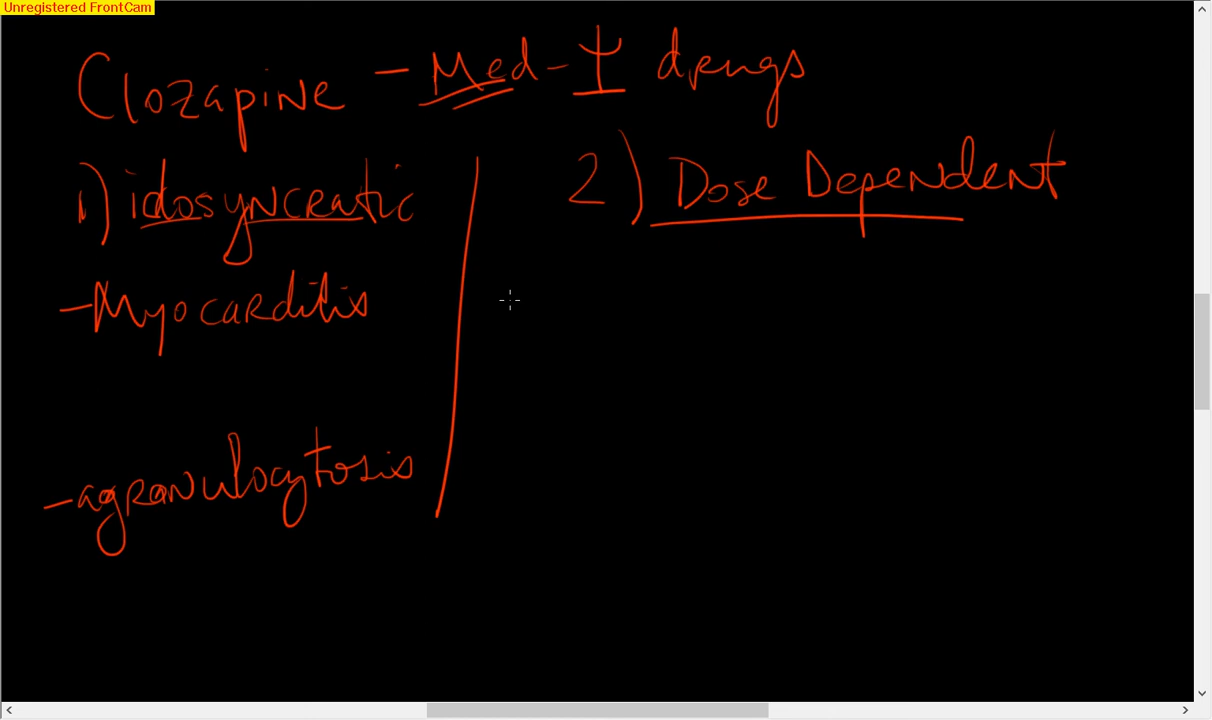 Unregistered FrontCam
Clozapine - Med - Ψ drugs
1) idosyncratic
- Myocarditis
- agranulocytosis
2) Dose Dependent